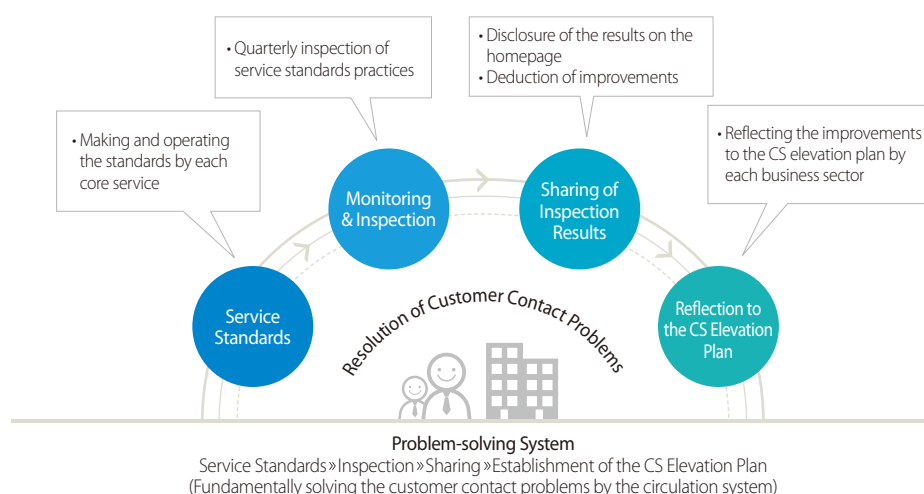 • Making and operating
the standards by each
core service
• Quarterly inspection of
service standards practices
• Disclosure of the results on the
homepage
• Deduction of improvements
• Reflecting the improvements
to the CS elevation plan by
each business sector
Service
Standards
Monitoring
& Inspection
Sharing of
Inspection
Results
Reflection to
the CS Elevation
Plan
Resolution of Customer Contact Problems
Problem-solving System
Service Standards»Inspection»Sharing»Establishment of the CS Elevation Plan
(Fundamentally solving the customer contact problems by the circulation system)